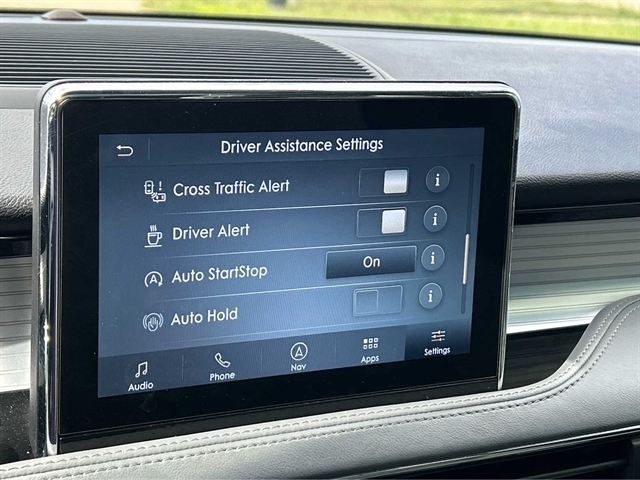 Driver Assistance Settings
Cross Traffic Alert
i
Driver Alert
i
Auto StartStop
On
i
Auto Hold
i
Audio
Phone
Nav
Apps
Settings